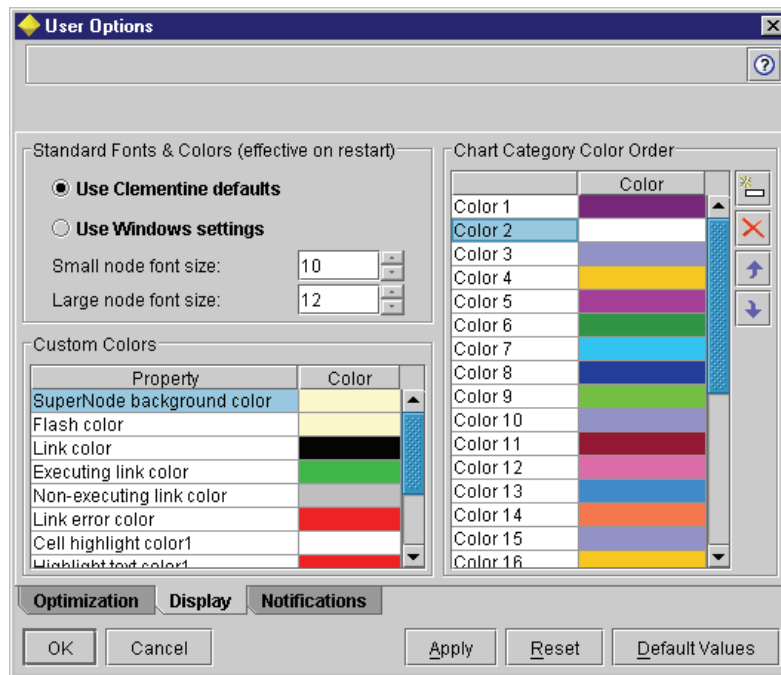 User Options
Standard Fonts & Colors (effective on restart)
Use Clementine defaults
Use Windows settings
Small node font size: 10
Large node font size: 12
Custom Colors
Property Color
SuperNode background color
Flash color
Link color
Executing link color
Non-executing link color
Link error color
Cell highlight color1
Highlight text color1
Chart Category Color Order
Color
Color 1
Color 2
Color 3
Color 4
Color 5
Color 6
Color 7
Color 8
Color 9
Color 10
Color 11
Color 12
Color 13
Color 14
Color 15
Color 16
Optimization Display Notifications
OK Cancel Apply Reset Default Values